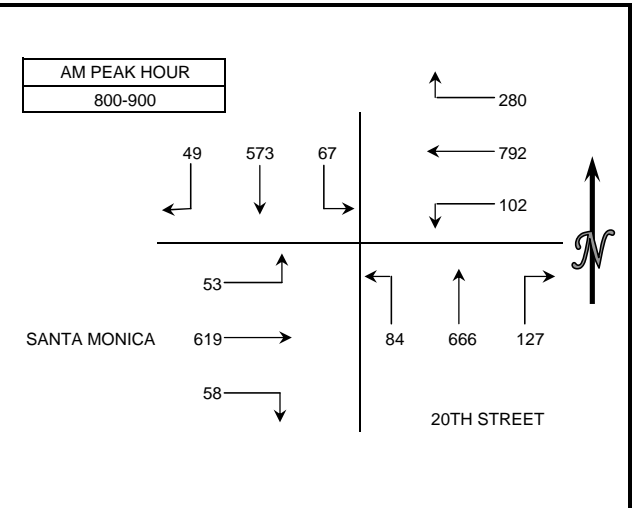 AM PEAK HOUR
800-900
280
49 573 67 792
102
53
N
SANTA MONICA 619 84 666 127
58
20TH STREET